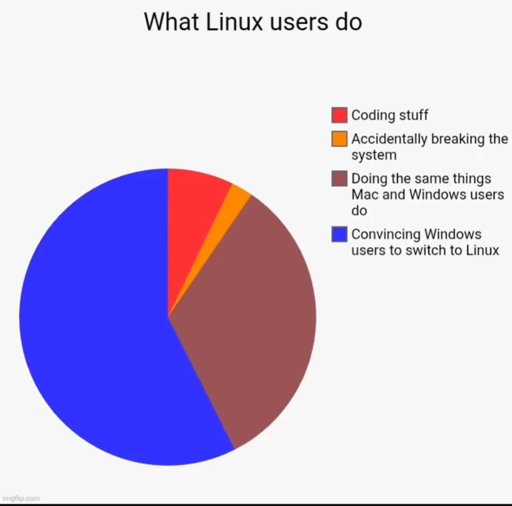 What Linux users do
Coding stuff
Accidentally breaking the
system
Doing the same things
Mac and Windows users
do
Convincing Windows
users to switch to Linux
imgflip.com